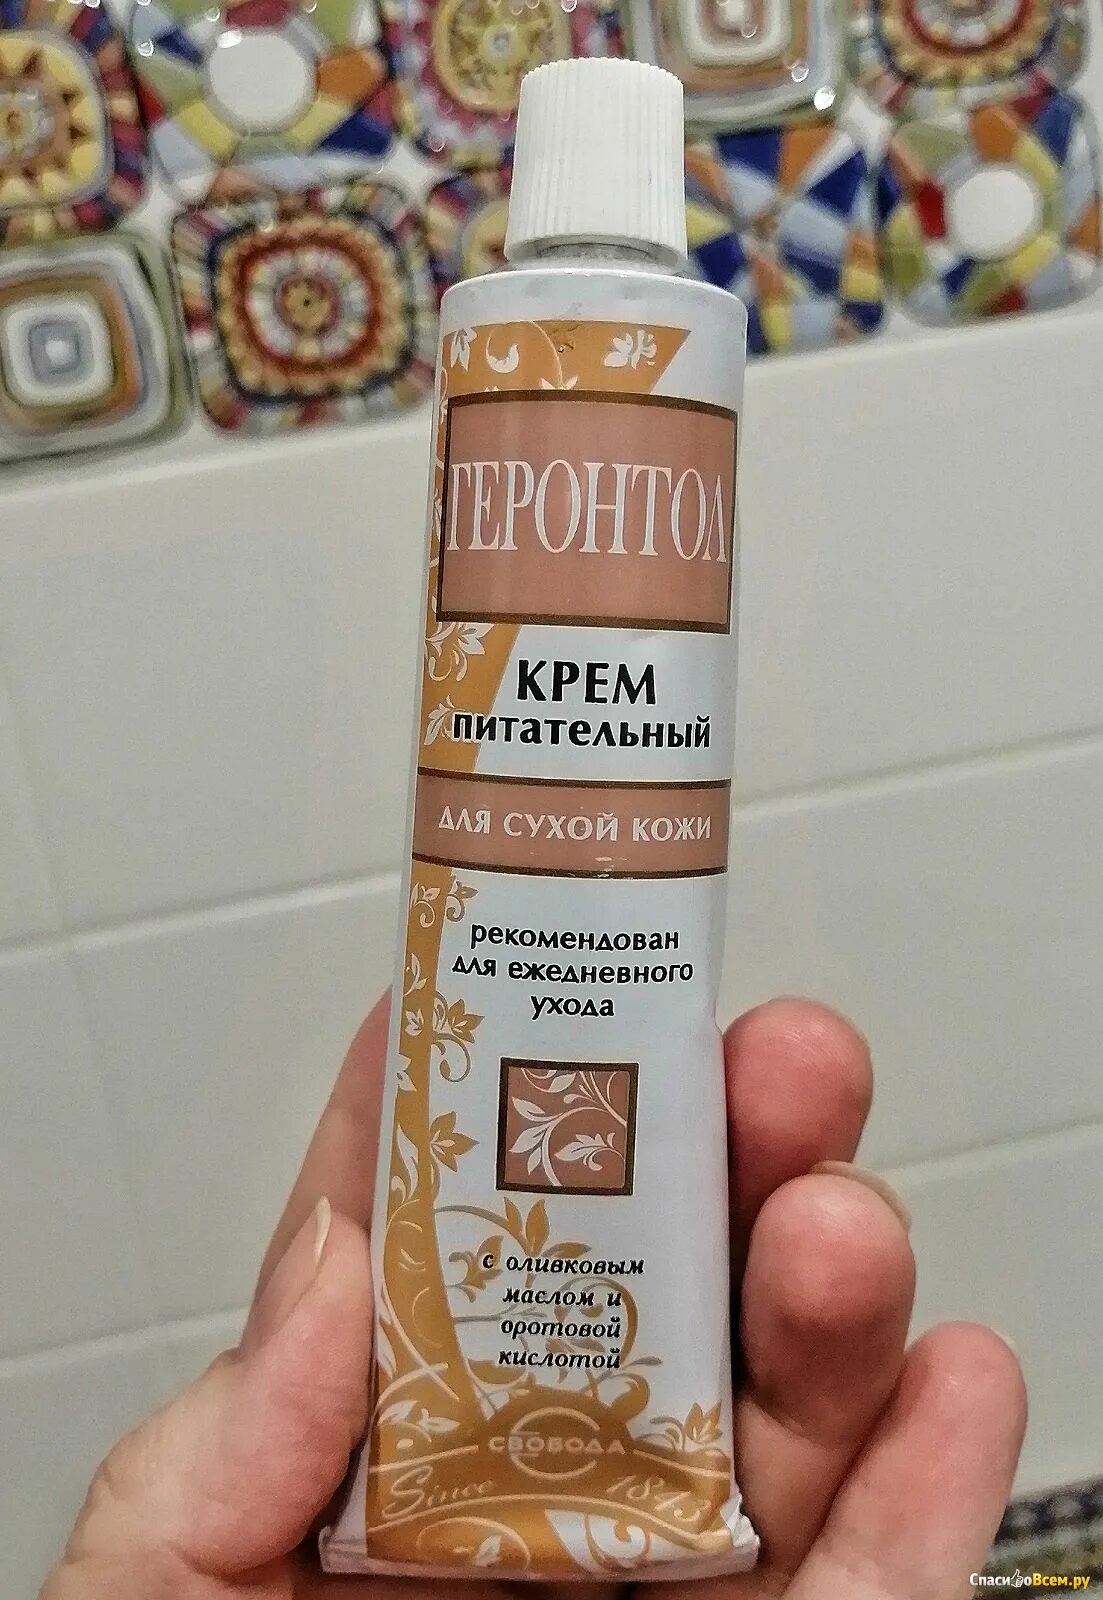 ГЕРОНТОЛ
КРЕМ
питательный
для сухой кожи
рекомендован
для ежедневного
ухода
с оливковым
маслом и
оротовой
кислотой
СВОБОДА
Since 1843
СпасибоВсем.ру